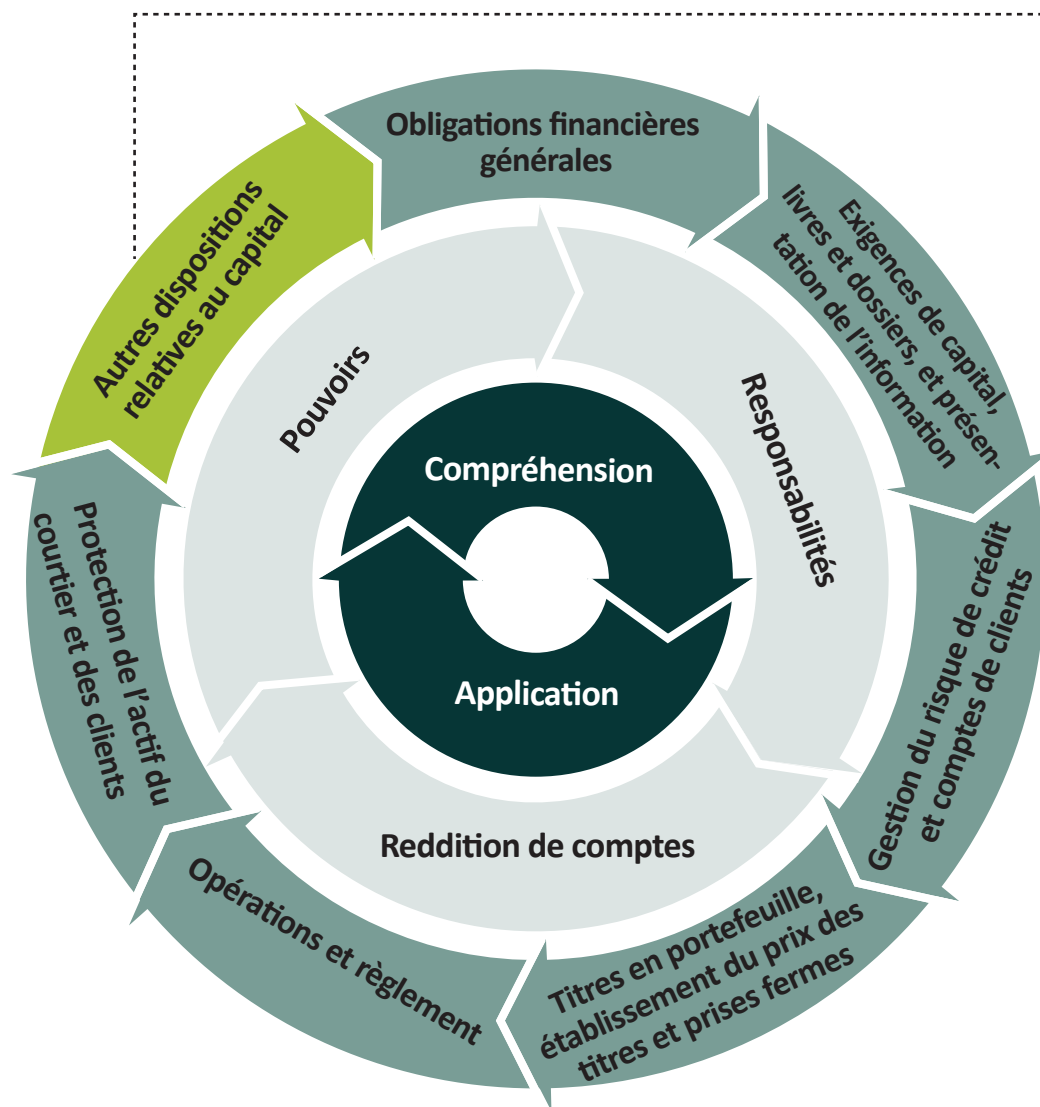 Obligations financières
générales
Exigences de capital,
livres et dossiers, et présen-
tation de l’information
Gestion du risque de crédit
et comptes de clients
Titres en portefeuille,
établissement du prix des
titres et prises fermes
Opérations et règlement
Protection de l’actif du
courtier et des clients
Autres dispositions
relatives au capital
Pouvoirs
Responsabilités
Reddition de comptes
Compréhension
Application